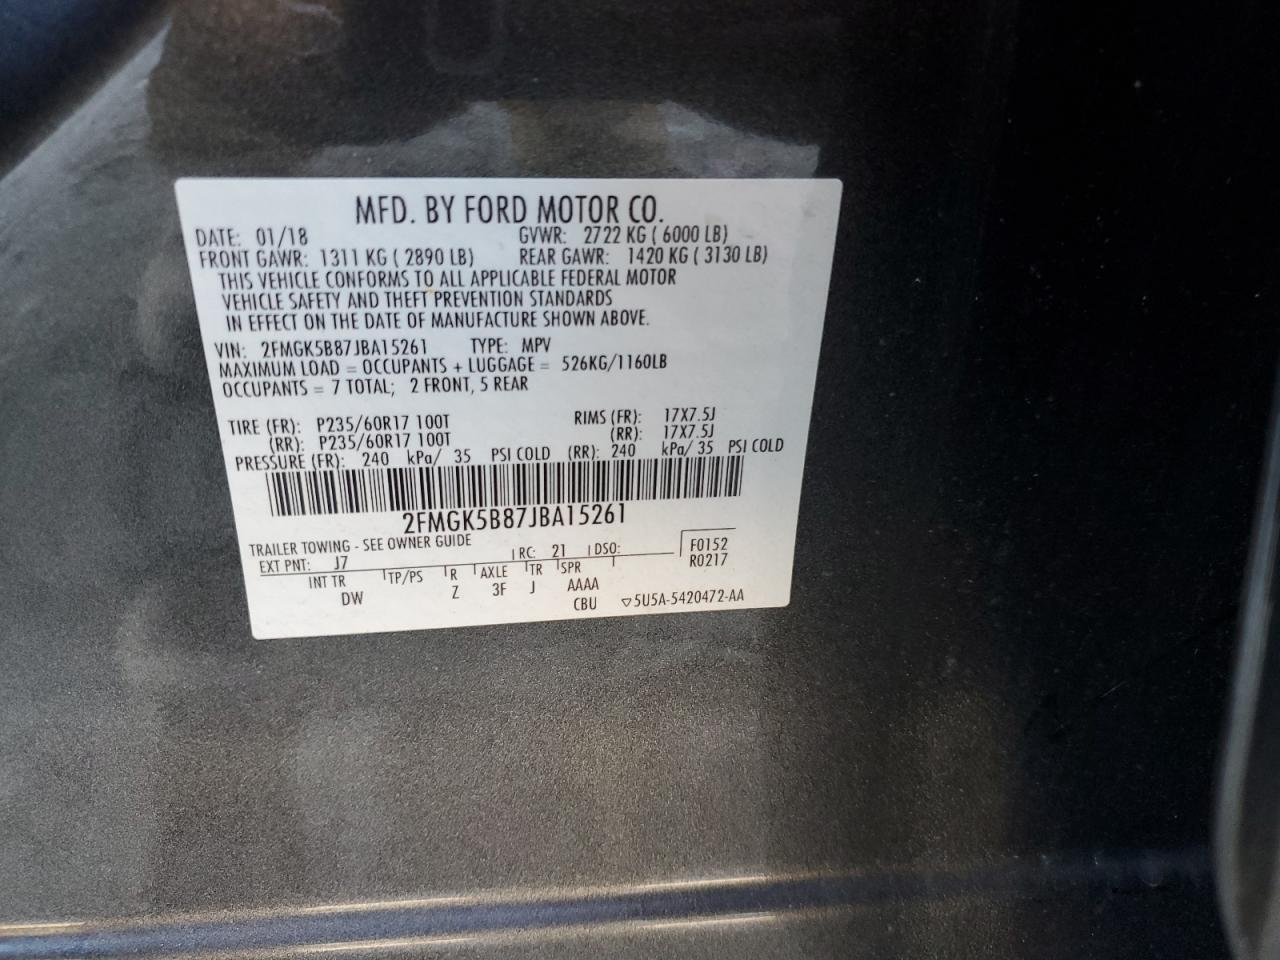 MFD. BY FORD MOTOR CO.
DATE: 01/18 GVWR: 2722 KG ( 6000 LB)
FRONT GAWR: 1311 KG ( 2890 LB) REAR GAWR: 1420 KG ( 3130 LB)
THIS VEHICLE CONFORMS TO ALL APPLICABLE FEDERAL MOTOR
VEHICLE SAFETY AND THEFT PREVENTION STANDARDS
IN EFFECT ON THE DATE OF MANUFACTURE SHOWN ABOVE.
VIN: 2FMGK5B87JBA15261 TYPE: MPV
MAXIMUM LOAD = OCCUPANTS + LUGGAGE = 526KG/1160LB
OCCUPANTS = 7 TOTAL; 2 FRONT, 5 REAR
TIRE (FR): P235/60R17 100T RIMS (FR): 17X7.5J
(RR): P235/60R17 100T (RR): 17X7.5J
PRESSURE (FR): 240 kPa/ 35 PSI COLD (RR): 240 kPa/ 35 PSI COLD
2FMGK5B87JBA15261
TRAILER TOWING - SEE OWNER GUIDE
EXT PNT: J7 RC: 21 DSO: F0152
R0217
INT TR TP/PS R AXLE TR SPR
DW Z 3F J AAAA
CBU ▽5U5A-5420472-AA